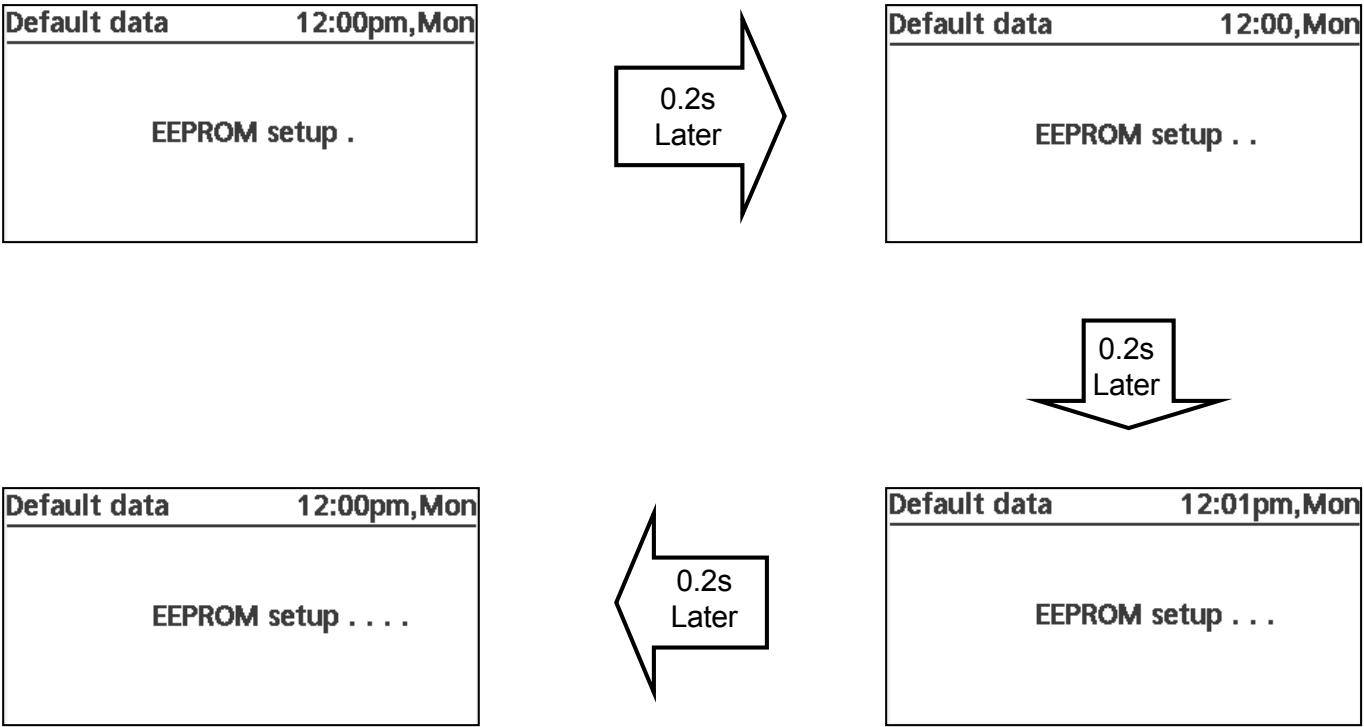 Default data 12:00pm,Mon
EEPROM setup .
0.2s
Later
Default data 12:00,Mon
EEPROM setup . .
0.2s
Later
Default data 12:01pm,Mon
EEPROM setup . . .
0.2s
Later
Default data 12:00pm,Mon
EEPROM setup . . . .